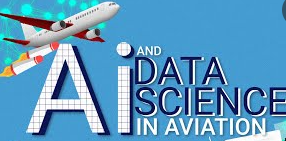 Ai AND
DATA
SCIENCE
IN AVIATION